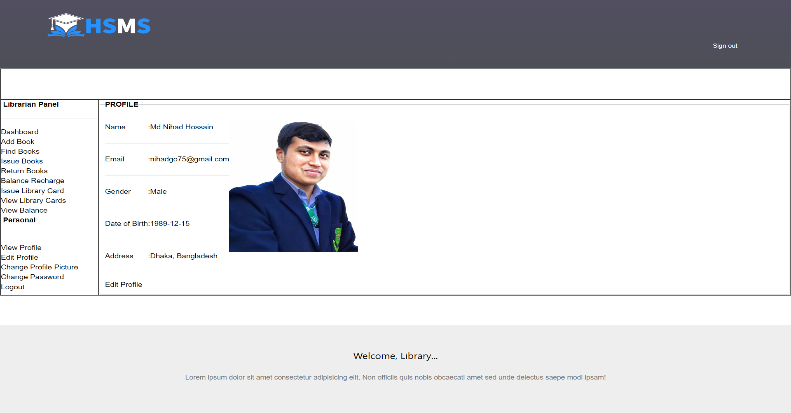 HSMS
Sign out
Librarian Panel
Dashboard
Add Book
Find Books
Issue Books
Return Books
Balance Recharge
Issue Library Card
View Library Cards
View Balance
Personal
View Profile
Edit Profile
Change Profile Picture
Change Password
Logout
PROFILE
Name :Md Nihad Hossain
Email :nihadgo75@gmail.com
Gender :Male
Date of Birth:1989-12-15
Address :Dhaka, Bangladesh
Edit Profile
Welcome, Library...
Lorem ipsum dolor sit amet consectetur adipisicing elit. Non officiis quis nobis obcaecati amet sed unde delectus saepe modi ipsam!